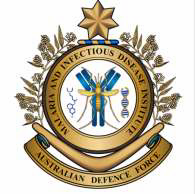 MALARIA AND INFECTIOUS DISEASE INSTITUTE
AUSTRALIAN DEFENCE FORCE